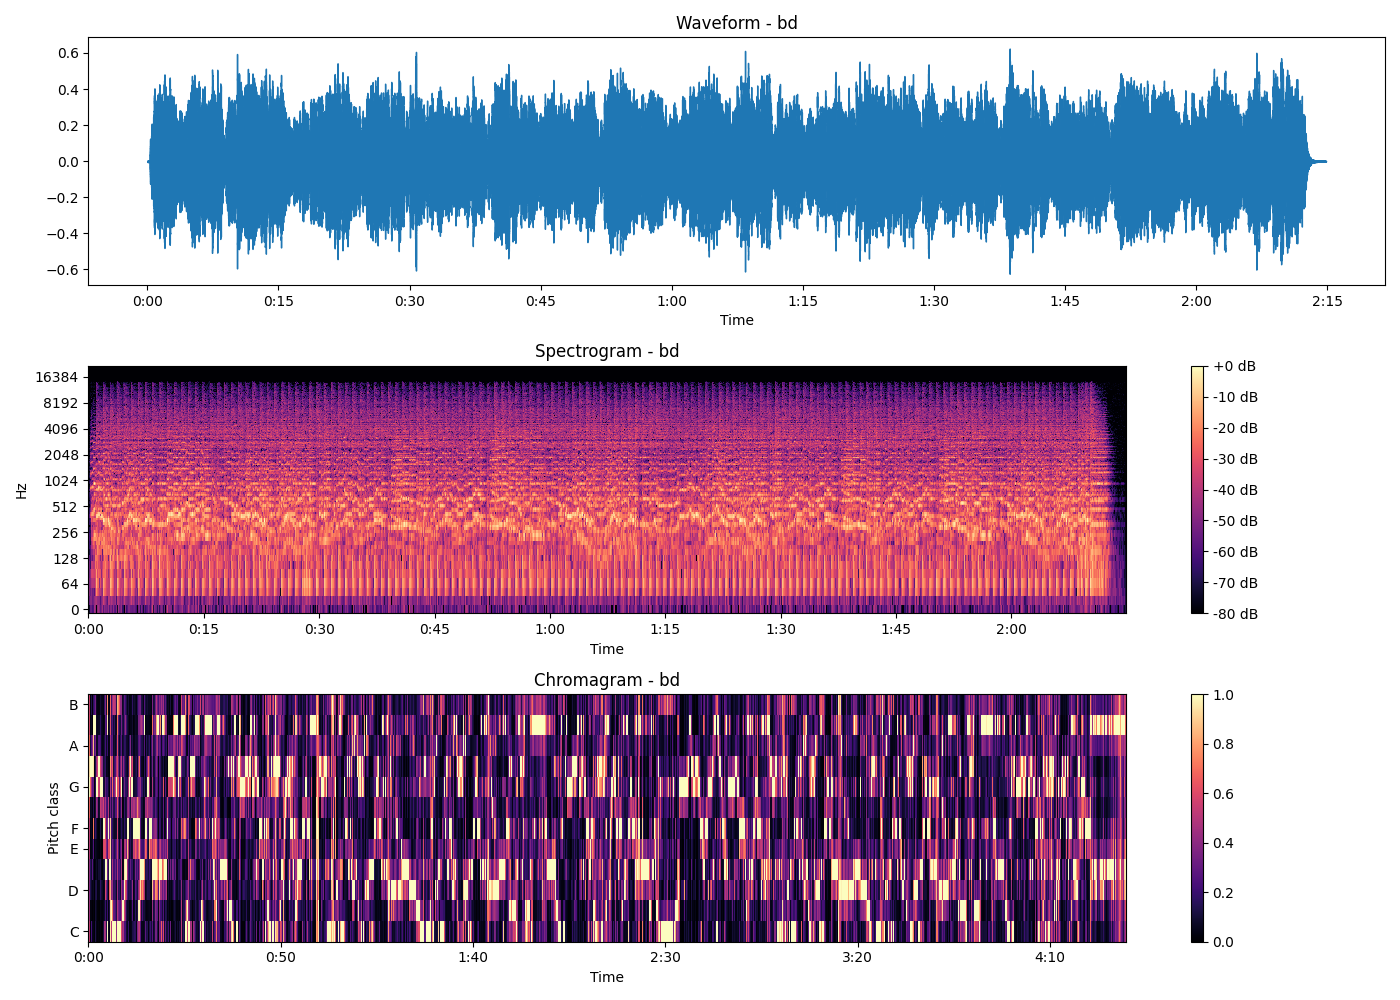 Waveform - bd
0.6
0.4
0.2
0.0
−0.2
−0.4
−0.6
0:00 0:15 0:30 0:45 1:00 1:15 1:30 1:45 2:00 2:15
Time
Spectrogram - bd
Hz
16384
8192
4096
2048
1024
512
256
128
64
0
0:00 0:15 0:30 0:45 1:00 1:15 1:30 1:45 2:00
Time
+0 dB
-10 dB
-20 dB
-30 dB
-40 dB
-50 dB
-60 dB
-70 dB
-80 dB
Chromagram - bd
Pitch class
B
A
G
F
E
D
C
0:00 0:50 1:40 2:30 3:20 4:10
Time
1.0
0.8
0.6
0.4
0.2
0.0